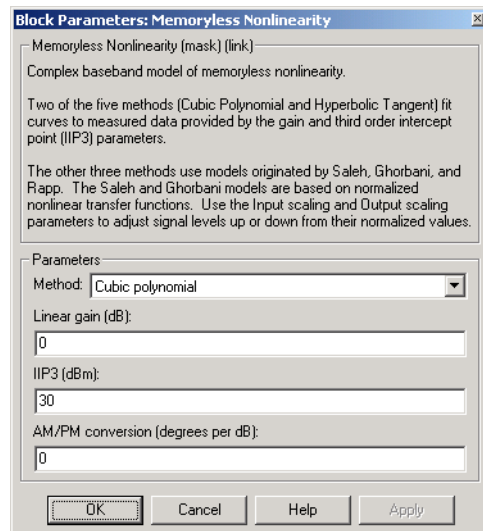 Block Parameters: Memoryless Nonlinearity
Memoryless Nonlinearity (mask) (link)
Complex baseband model of memoryless nonlinearity.
Two of the five methods (Cubic Polynomial and Hyperbolic Tangent) fit
curves to measured data provided by the gain and third order intercept
point (IIP3) parameters.
The other three methods use models originated by Saleh, Ghorbani, and
Rapp. The Saleh and Ghorbani models are based on normalized
nonlinear transfer functions. Use the Input scaling and Output scaling
parameters to adjust signal levels up or down from their normalized values.
Parameters
Method: Cubic polynomial
Linear gain (dB):
0
IIP3 (dBm):
30
AM/PM conversion (degrees per dB):
0
OK Cancel Help Apply